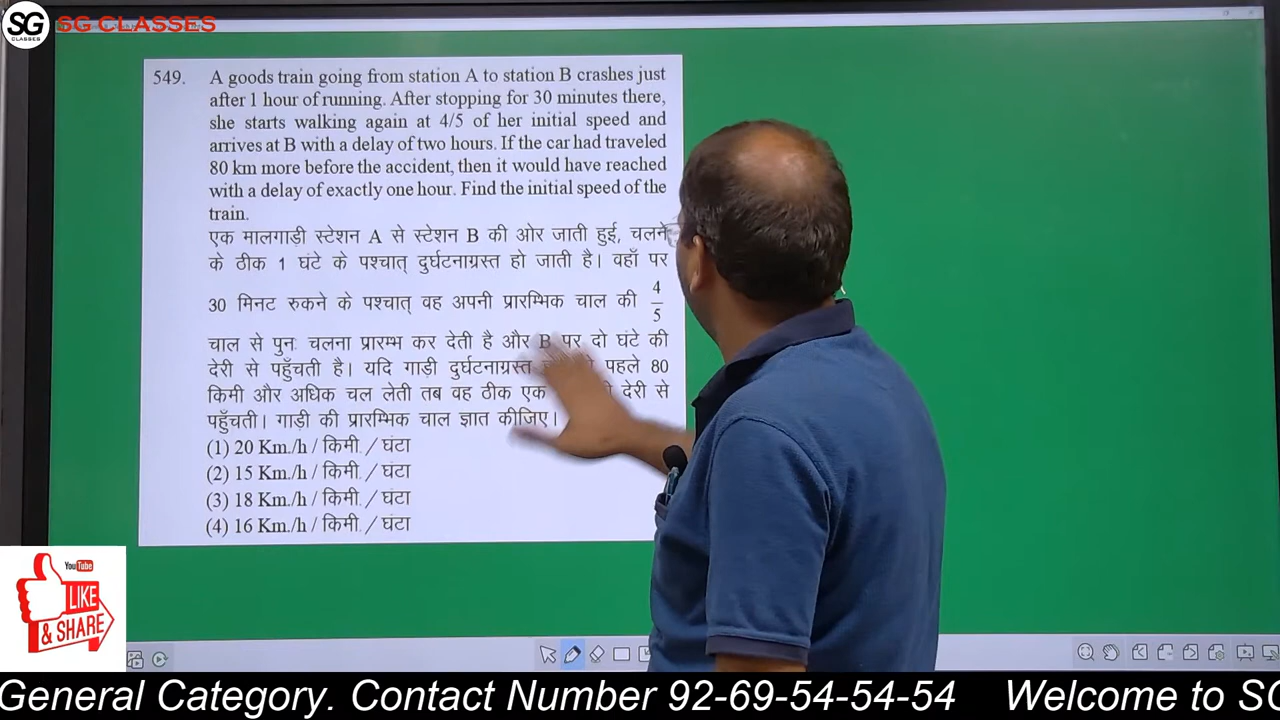 SG
CLASSES
SG CLASSES
549. A goods train going from station A to station B crashes just
after 1 hour of running. After stopping for 30 minutes there,
she starts walking again at 4/5 of her initial speed and
arrives at B with a delay of two hours. If the car had traveled
80 km more before the accident, then it would have reached
with a delay of exactly one hour. Find the initial speed of the
train.
एक मालगाड़ी स्टेशन A से स्टेशन B की ओर जाती हुई, चलने
के ठीक 1 घंटे के पश्चात् दुर्घटनाग्रस्त हो जाती है। वहाँ पर
30 मिनट रुकने के पश्चात् वह अपनी प्रारम्भिक चाल की 4/5
चाल से पुनः चलना प्रारम्भ कर देती है और B पर दो घंटे की
देरी से पहुँचती है। यदि गाड़ी दुर्घटनाग्रस्त पहले 80
किमी और अधिक चल लेती तब वह ठीक एक देरी से
पहुँचती। गाड़ी की प्रारम्भिक चाल ज्ञात कीजिए।
(1) 20 Km./h / किमी. / घंटा
(2) 15 Km./h / किमी. / घंटा
(3) 18 Km./h / किमी. / घंटा
(4) 16 Km./h / किमी. / घंटा
YouTube
LIKE
& SHARE
General Category. Contact Number 92-69-54-54-54 Welcome to SG